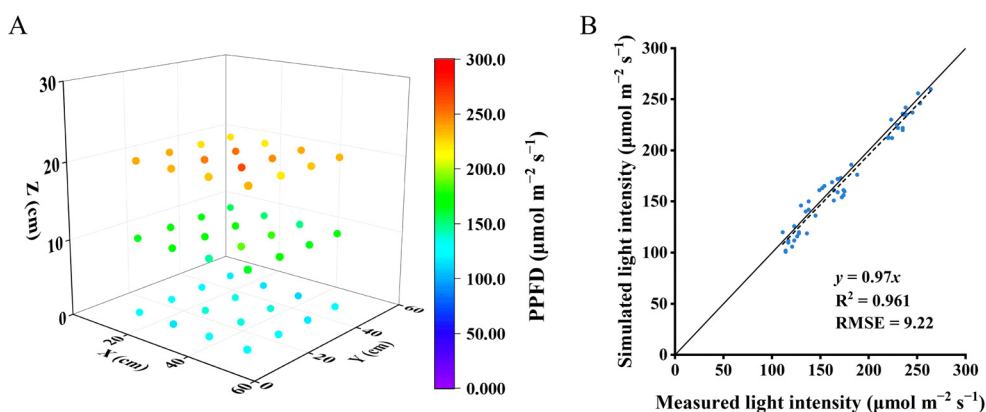 A
30
20
10
0
Z (cm)
20
40
60
X (cm)
0
20
40
60
Y (cm)
300.0
250.0
200.0
150.0
100.0
50.00
0.000
PPFD (μmol m⁻² s⁻¹)
B
300
250
200
150
100
50
0
Simulated light intensity (μmol m⁻² s⁻¹)
y = 0.97x
R² = 0.961
RMSE = 9.22
0 50 100 150 200 250 300
Measured light intensity (μmol m⁻² s⁻¹)